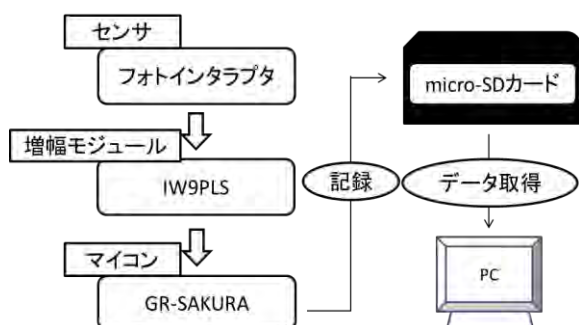 センサ
フォトインタラプタ
増幅モジュール
IW9PLS
マイコン
GR-SAKURA
記録
micro-SDカード
データ取得
PC